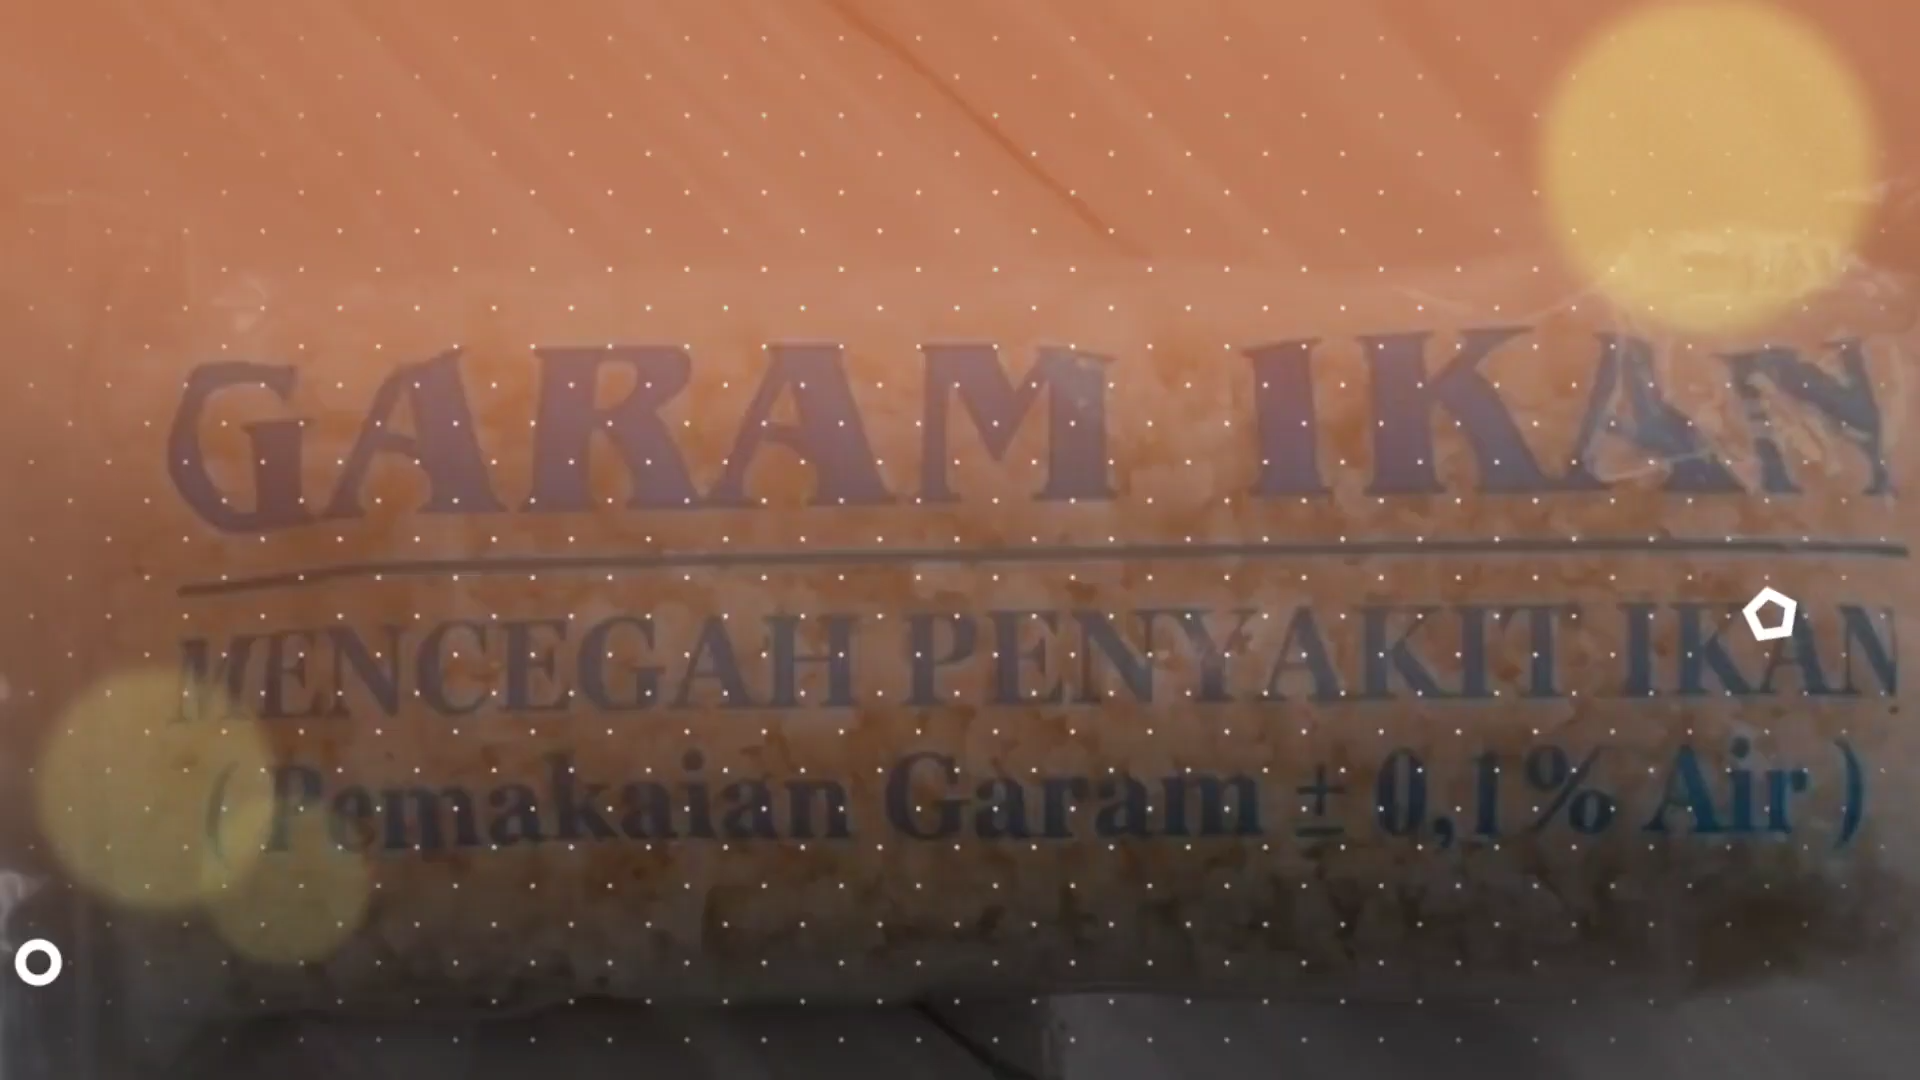 GARAM IKAN
MENCEGAH PENYAKIT IKAN
( Pemakaian Garam ± 0,1% Air )